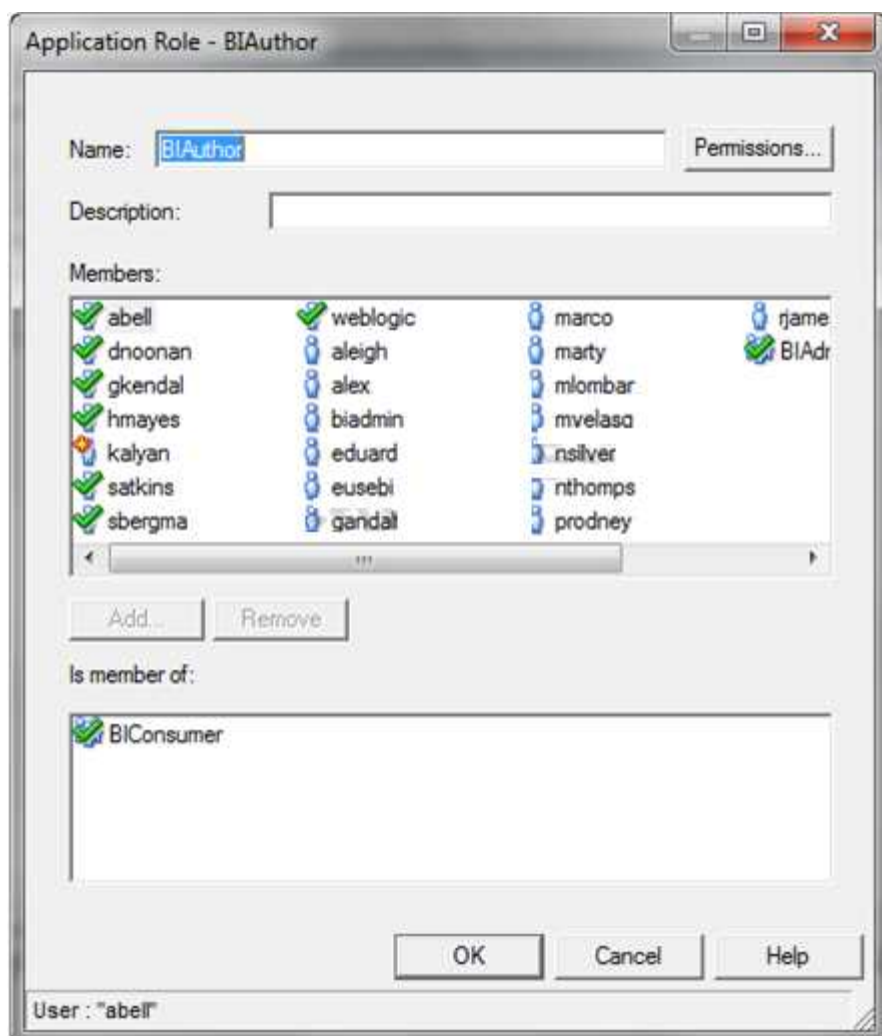 Application Role - BIAuthor
Name: BIAuthor Permissions...
Description:
Members:
abell weblogic marco rjame
dnoonan aleigh marty BIAdr
gkendal alex mlombar
hmayes biadmin mvelasq
kalyan eduard nsilver
satkins eusebi nthomps
sbergma gandalf prodney
Add... Remove
Is member of:
BIConsumer
OK Cancel Help
User : "abell"